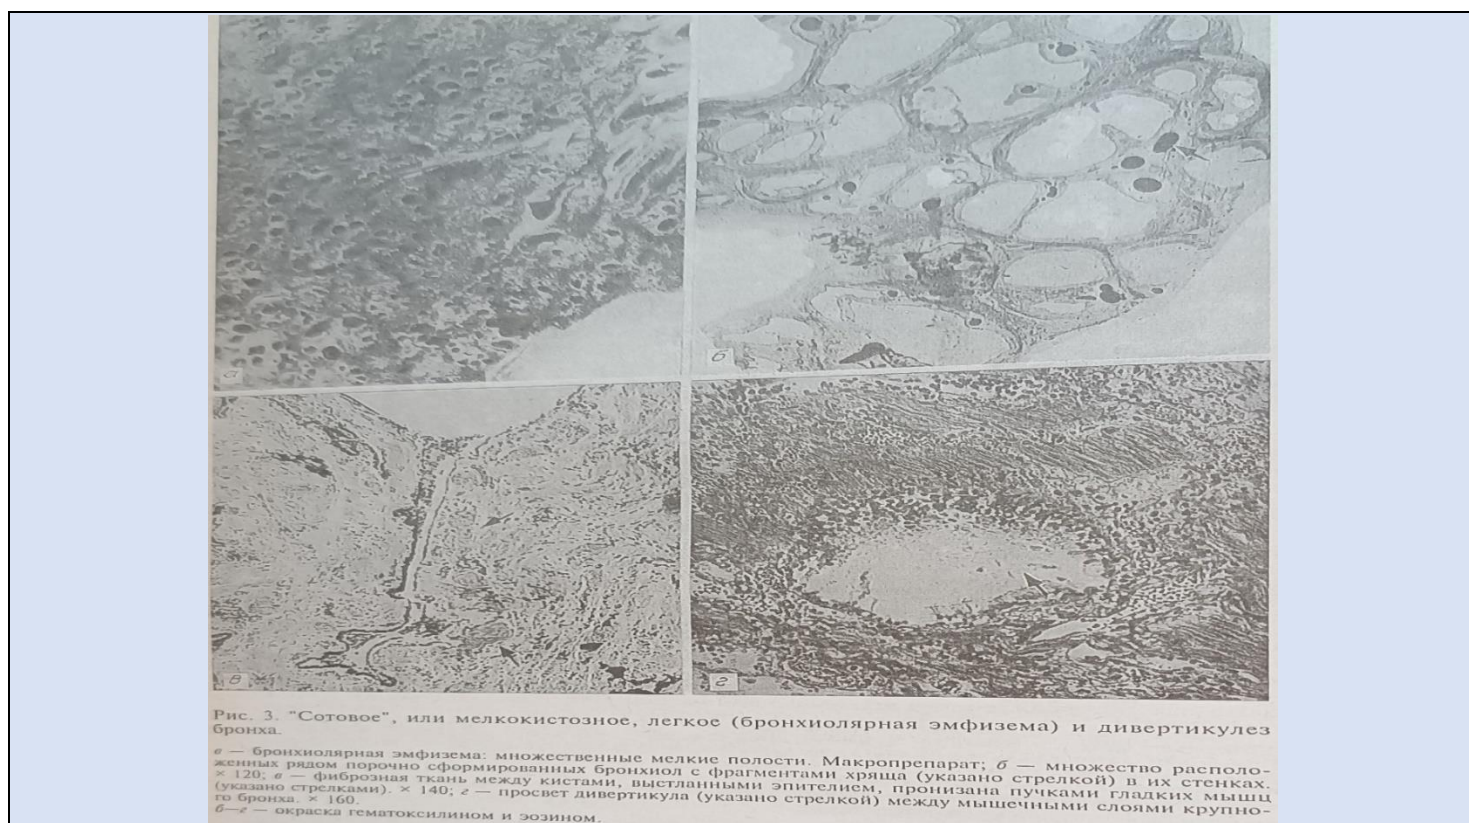 а
б
в
г
Рис. 3. "Сотовое", или мелкокистозное, легкое (бронхиолярная эмфизема) и дивертикулез
бронха.
а — бронхиолярная эмфизема: множественные мелкие полости. Макропрепарат; б — множество располо-
женных рядом порочно сформированных бронхиол с фрагментами хряща (указано стрелкой) в их стенках.
× 120; в — фиброзная ткань между кистами, выстланными эпителием, пронизана пучками гладких мышц
(указано стрелками). × 140; г — просвет дивертикула (указано стрелкой) между мышечными слоями крупно-
го бронха. × 160.
б—г — окраска гематоксилином и эозином.